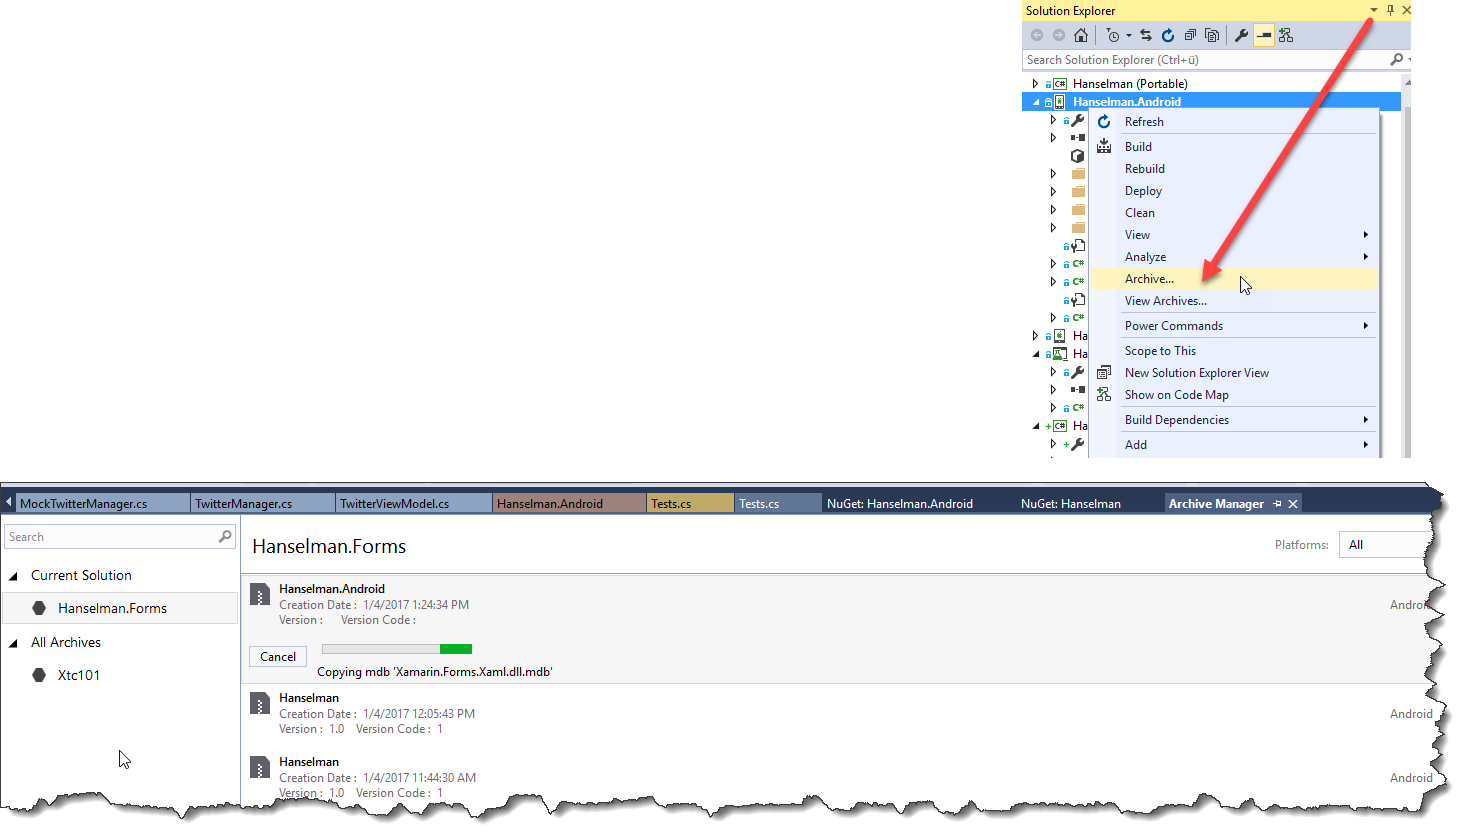 Solution Explorer
Search Solution Explorer (Ctrl+ü)
C# Hanselman (Portable)
Hanselman.Android
Refresh
Build
Rebuild
Deploy
Clean
View
Analyze
C# Archive...
C# View Archives...
C# Power Commands
Ha Scope to This
Ha New Solution Explorer View
Show on Code Map
C# Build Dependencies
C# Ha
Add
MockTwitterManager.cs TwitterManager.cs TwitterViewModel.cs Hanselman.Android Tests.cs Tests.cs NuGet: Hanselman.Android NuGet: Hanselman Archive Manager
Search
Current Solution
Hanselman.Forms
All Archives
Xtc101
Hanselman.Forms
Platforms: All
Hanselman.Android
Creation Date : 1/4/2017 1:24:34 PM
Version : Version Code :
Android
Cancel
Copying mdb 'Xamarin.Forms.Xaml.dll.mdb'
Hanselman
Creation Date : 1/4/2017 12:05:43 PM
Version : 1.0 Version Code : 1
Android
Hanselman
Creation Date : 1/4/2017 11:44:30 AM
Version : 1.0 Version Code : 1
Android